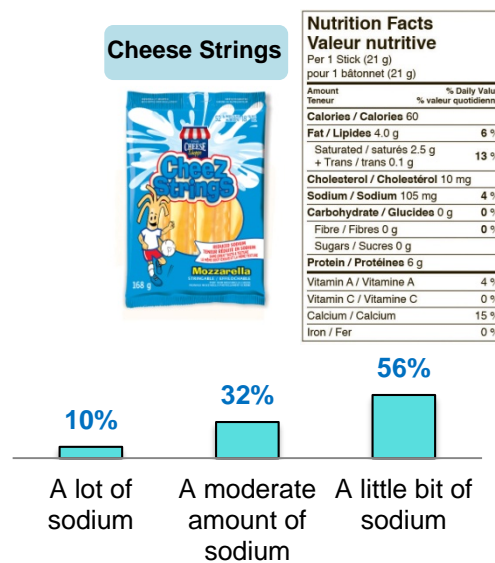 Cheese Strings
CHEESE
CheeZ
Strings
REDUCED SODIUM
Mozzarella
168 g
Nutrition Facts
Valeur nutritive
Per 1 Stick (21 g)
pour 1 bâtonnet (21 g)
Amount % Daily Valu
Teneur % valeur quotidienn
Calories / Calories 60
Fat / Lipides 4.0 g 6 %
Saturated / saturés 2.5 g
+ Trans / trans 0.1 g 13 %
Cholesterol / Cholestérol 10 mg
Sodium / Sodium 105 mg 4 %
Carbohydrate / Glucides 0 g 0 %
Fibre / Fibres 0 g 0 %
Sugars / Sucres 0 g
Protein / Protéines 6 g
Vitamin A / Vitamine A 4 %
Vitamin C / Vitamine C 0 %
Calcium / Calcium 15 %
Iron / Fer 0 %
10%
32%
56%
A lot of
sodium
A moderate
amount of
sodium
A little bit of
sodium